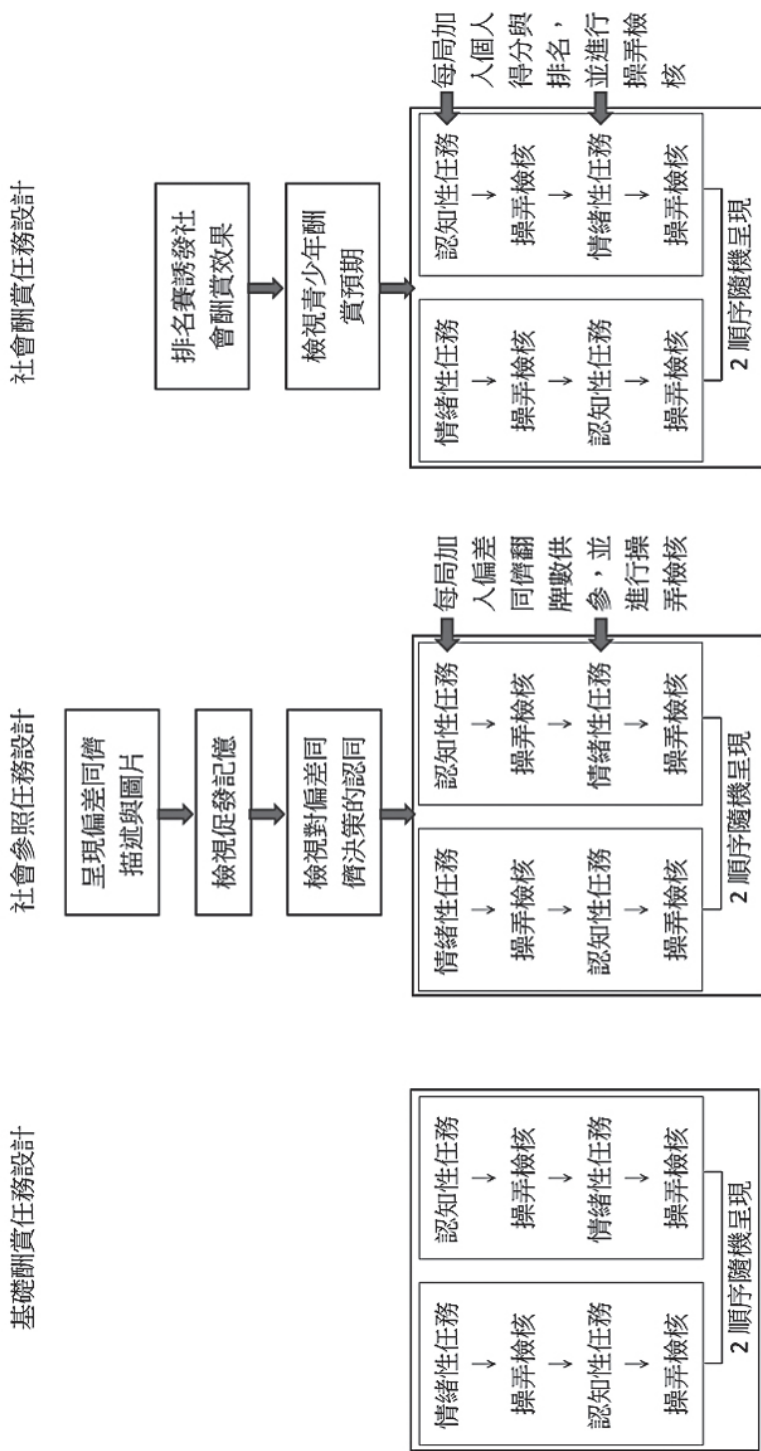 基礎酬賞任務設計
情緒性任務
↓
操弄檢核
↓
認知性任務
↓
操弄檢核
認知性任務
↓
操弄檢核
↓
情緒性任務
↓
操弄檢核
2 順序隨機呈現
社會參照任務設計
呈現偏差同儕
描述與圖片
檢視促發記憶
檢視對偏差同
儕決策的認同
情緒性任務
↓
操弄檢核
↓
認知性任務
↓
操弄檢核
認知性任務
↓
操弄檢核
↓
情緒性任務
↓
操弄檢核
2 順序隨機呈現
每局加
入偏差
同儕翻
牌數供
參，並
進行操
弄檢核
社會酬賞任務設計
排名賽誘發社
會酬賞效果
檢視青少年酬
賞預期
情緒性任務
↓
操弄檢核
↓
認知性任務
↓
操弄檢核
認知性任務
↓
操弄檢核
↓
情緒性任務
↓
操弄檢核
2 順序隨機呈現
每局加
入個人
得分與
排名，
並進行
操弄檢
核